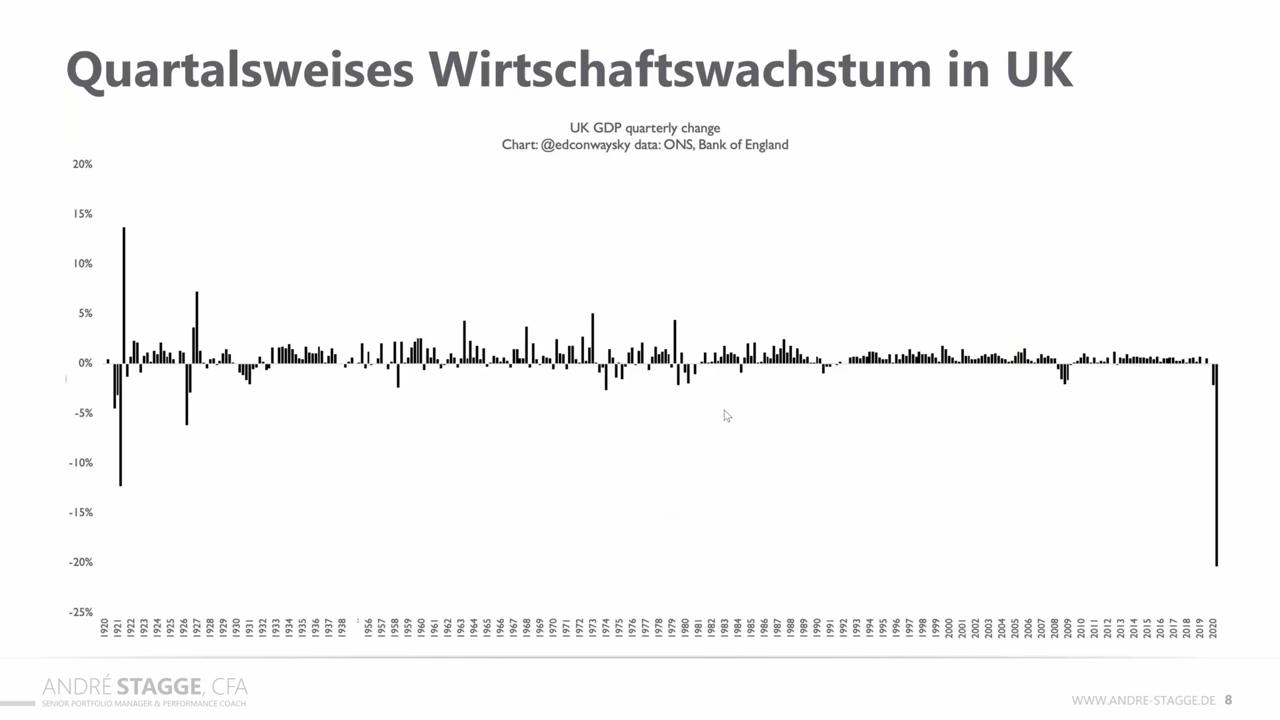 Quartalsweises Wirtschaftswachstum in UK
UK GDP quarterly change
Chart: @edconwaysky data: ONS, Bank of England
20%
15%
10%
5%
0%
-5%
-10%
-15%
-20%
-25%
1920 1921 1922 1923 1924 1925 1926 1927 1928 1929 1930 1931 1932 1933 1934 1935 1936 1937 1938 1956 1958 1959 1960 1961 1962 1963 1965 1966 1967 1968 1969 1970 1971 1972 1973 1975 1976 1977 1978 1979 1980 1981 1982 1983 1984 1985 1986 1987 1988 1989 1990 1991 1992 1993 1994 1995 1996 1997 1998 1999 2000 2001 2002 2003 2004 2005 2006 2007 2008 2009 2010 2011 2012 2013 2014 2015 2016 2017 2018 2019 2020
ANDRÉ STAGGE, CFA
SENIOR PORTFOLIO MANAGER & PERFORMANCE COACH
WWW.ANDRE-STAGGE.DE 8